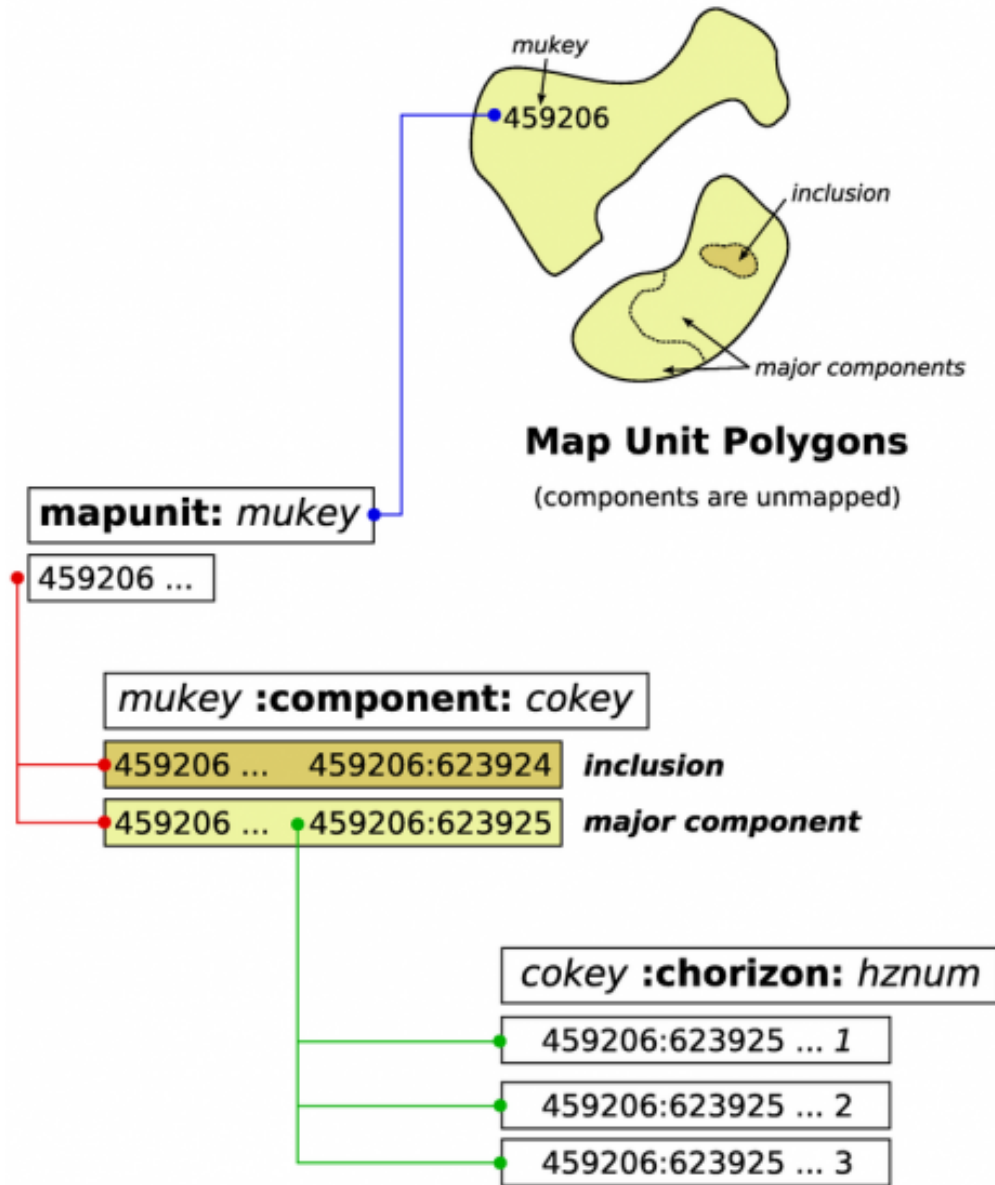 mukey
459206
inclusion
major components
Map Unit Polygons
(components are unmapped)
mapunit: mukey
459206 ...
mukey :component: cokey
459206 ... 459206:623924 inclusion
459206 ... 459206:623925 major component
cokey :chorizon: hznum
459206:623925 ... 1
459206:623925 ... 2
459206:623925 ... 3